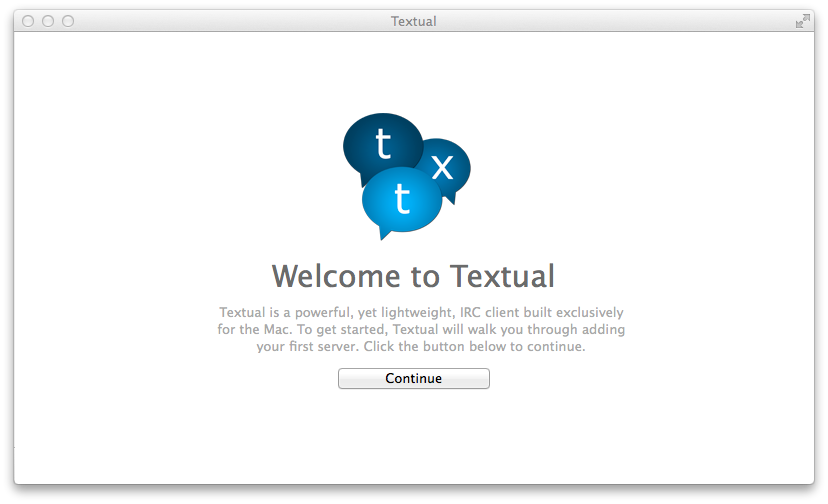 Textual
t
x
t
Welcome to Textual
Textual is a powerful, yet lightweight, IRC client built exclusively
for the Mac. To get started, Textual will walk you through adding
your first server. Click the button below to continue.
Continue